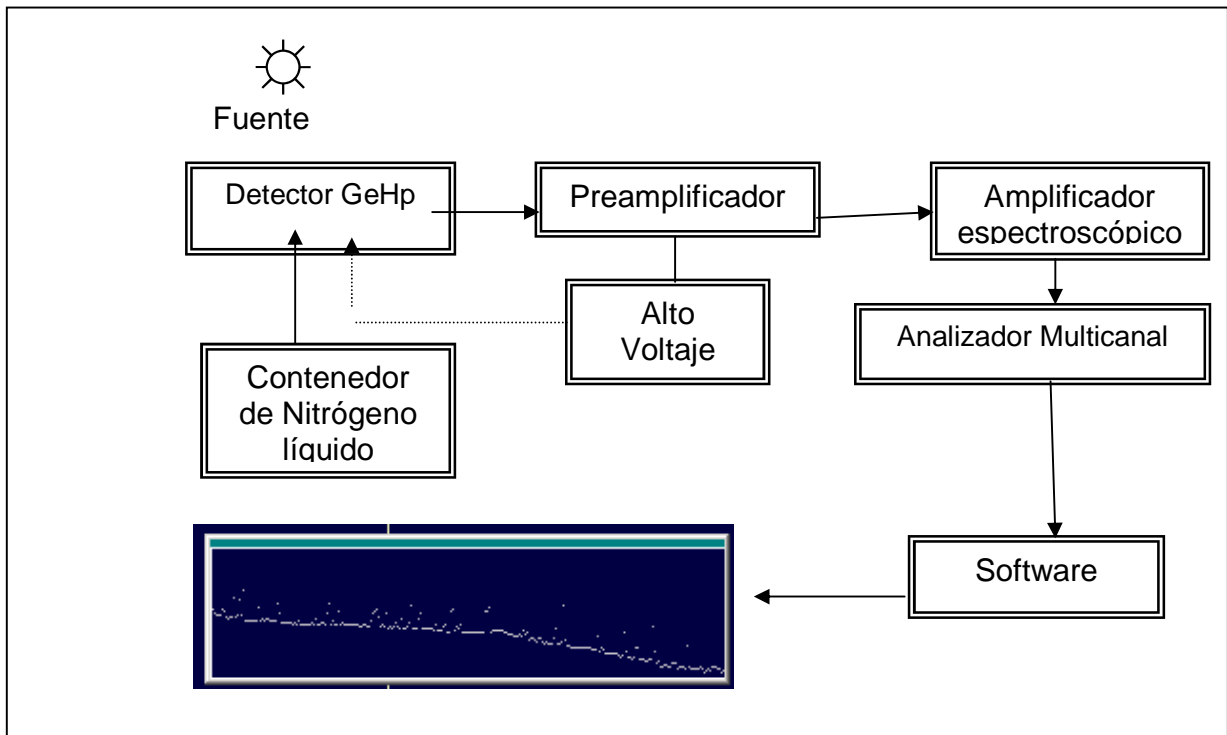 Fuente
Detector GeHp
Preamplificador
Amplificador
espectroscópico
Alto
Voltaje
Analizador Multicanal
Contenedor
de Nitrógeno
líquido
Software